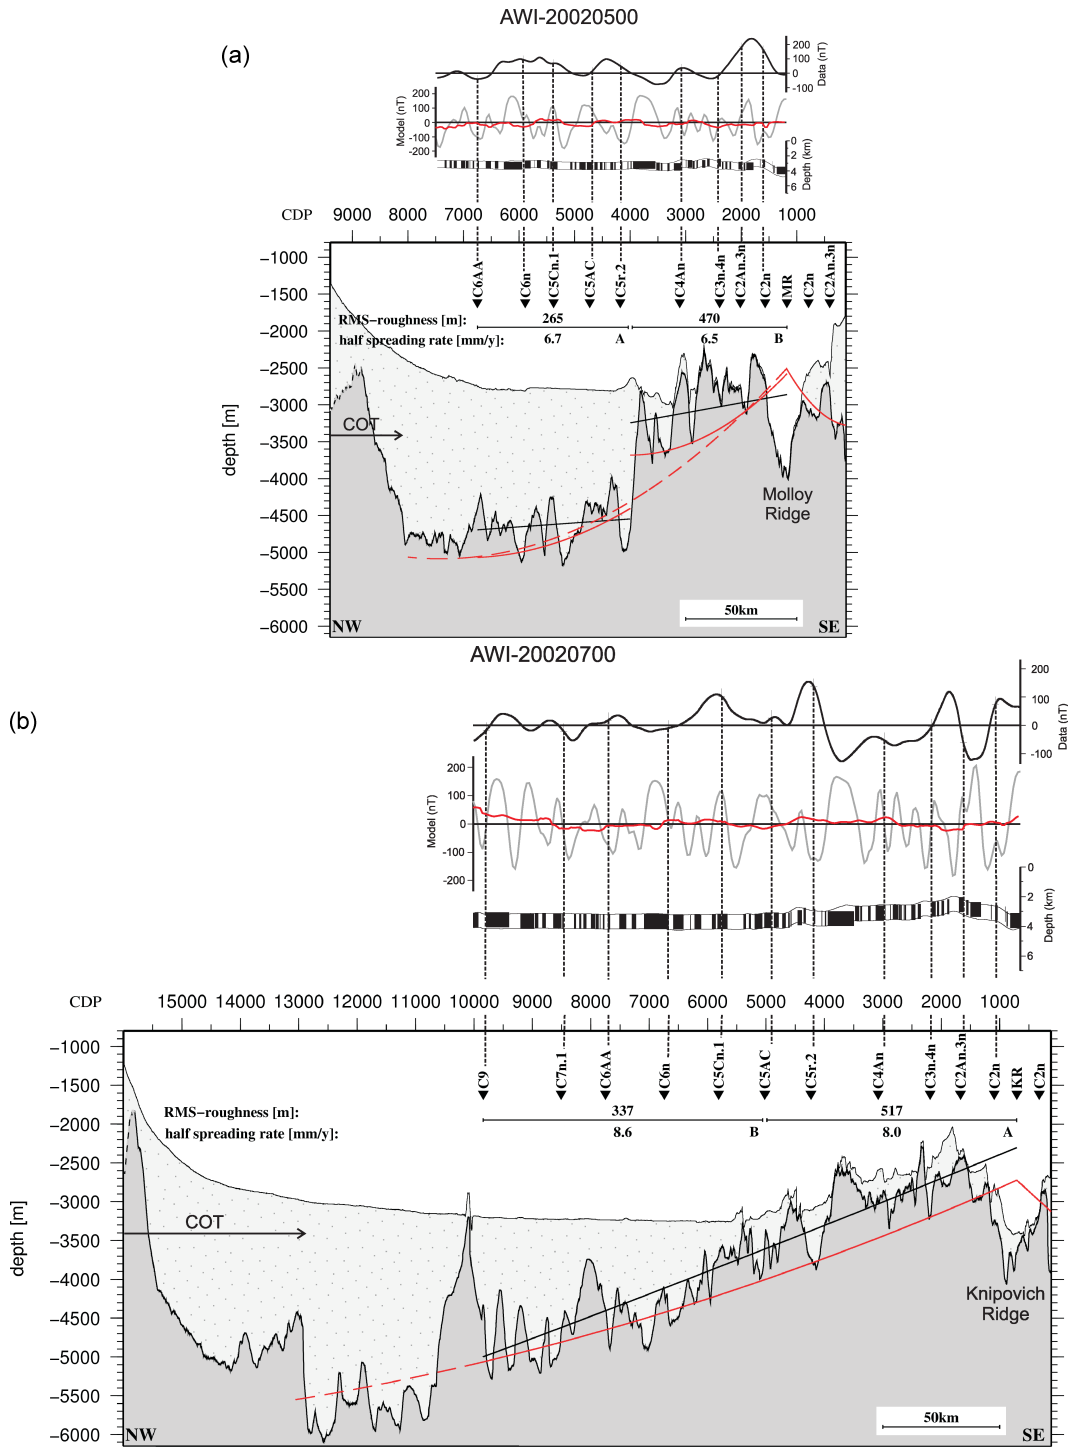 AWI-20020500
(a)
200
100
0
-100
Data (nT)
200
100
0
-100
-200
Model (nT)
0
2
4
6
Depth (km)
CDP 9000 8000 7000 6000 5000 4000 3000 2000 1000
C6AA C6n C5Cn.1 C5AC C5r.2 C4An C3n.4n C2An.3n C2n MR C2n C2An.3n
−1000
−1500
−2000
−2500
−3000
−3500
−4000
−4500
−5000
−5500
−6000
depth [m]
RMS−roughness [m]: 265 470
half spreading rate [mm/y]: 6.7 A 6.5 B
COT
Molloy
Ridge
50km
NW SE
AWI-20020700
(b)
200
100
0
-100
Data (nT)
200
100
0
-100
-200
Model (nT)
0
2
4
6
Depth (km)
CDP 15000 14000 13000 12000 11000 10000 9000 8000 7000 6000 5000 4000 3000 2000 1000
C9 C7n.1 C6AA C6n C5Cn.1 C5AC C5r.2 C4An C3n.4n C2An.3n C2n KR C2n
−1000
−1500
−2000
−2500
−3000
−3500
−4000
−4500
−5000
−5500
−6000
depth [m]
RMS−roughness [m]: 337 517
half spreading rate [mm/y]: 8.6 B 8.0 A
COT
Knipovich
Ridge
50km
NW SE